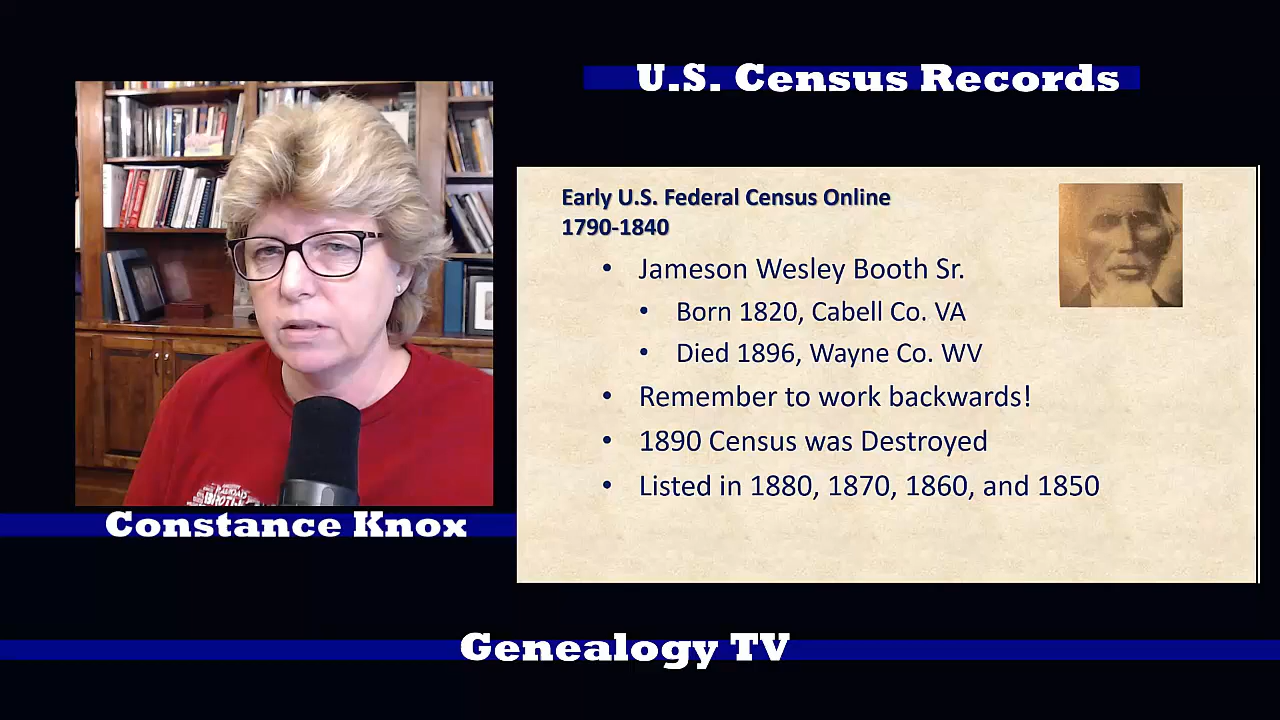 U.S. Census Records
Early U.S. Federal Census Online
1790-1840
• Jameson Wesley Booth Sr.
• Born 1820, Cabell Co. VA
• Died 1896, Wayne Co. WV
• Remember to work backwards!
• 1890 Census was Destroyed
• Listed in 1880, 1870, 1860, and 1850
Constance Knox
Genealogy TV